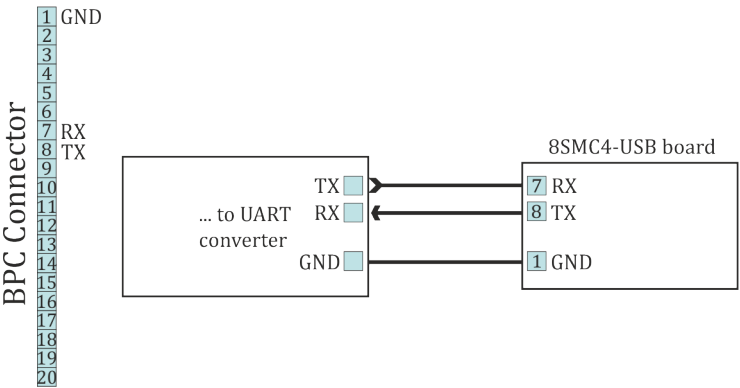 BPC Connector
1 GND
2
3
4
5
6
7 RX
8 TX
9
10
11
12
13
14
15
16
17
18
19
20
... to UART
converter
TX
RX
GND
8SMC4-USB board
7 RX
8 TX
1 GND